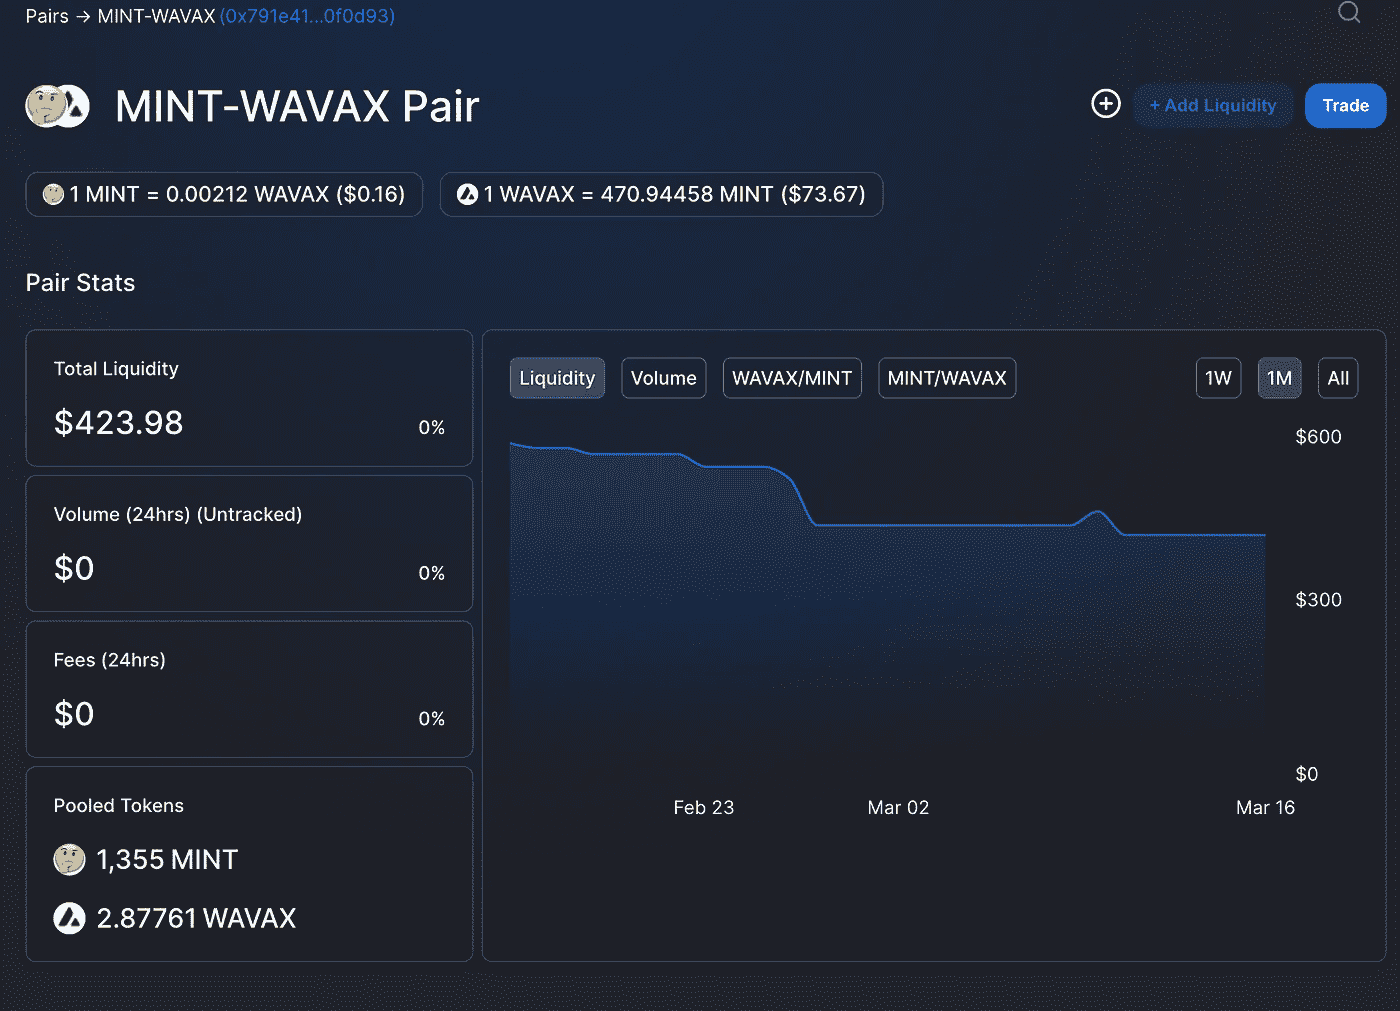 Pairs → MINT-WAVAX (0x791e41...0f0d93)
MINT-WAVAX Pair
+ Add Liquidity
Trade
1 MINT = 0.00212 WAVAX ($0.16)
1 WAVAX = 470.94458 MINT ($73.67)
Pair Stats
Total Liquidity
$423.98
0%
Volume (24hrs) (Untracked)
$0
0%
Fees (24hrs)
$0
0%
Pooled Tokens
1,355 MINT
2.87761 WAVAX
Liquidity
Volume
WAVAX/MINT
MINT/WAVAX
1W
1M
All
$600
$300
$0
Feb 23
Mar 02
Mar 16